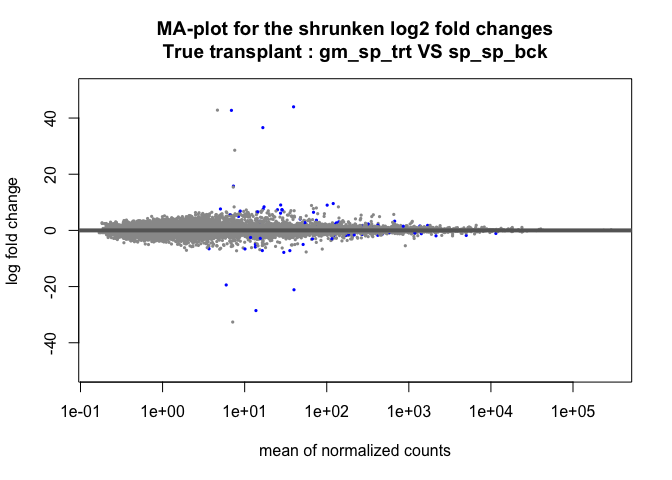 MA-plot for the shrunken log2 fold changes
True transplant : gm_sp_trt VS sp_sp_bck
log fold change
40
20
0
-20
-40
1e-01 1e+00 1e+01 1e+02 1e+03 1e+04 1e+05
mean of normalized counts